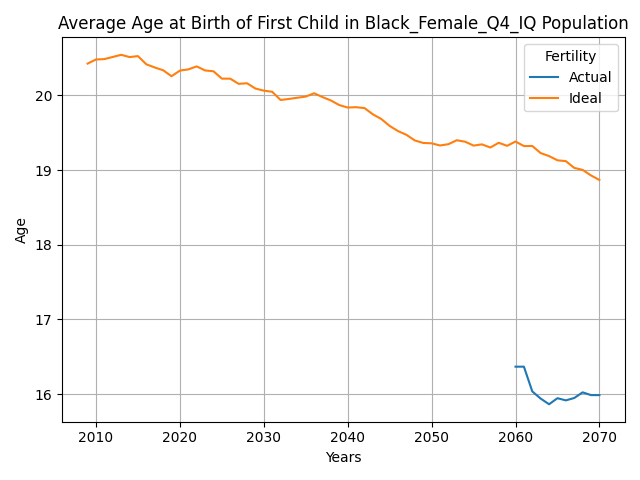 Average Age at Birth of First Child in Black_Female_Q4_IQ Population
Fertility
Actual
Ideal
Age
20
19
18
17
16
2010 2020 2030 2040 2050 2060 2070
Years